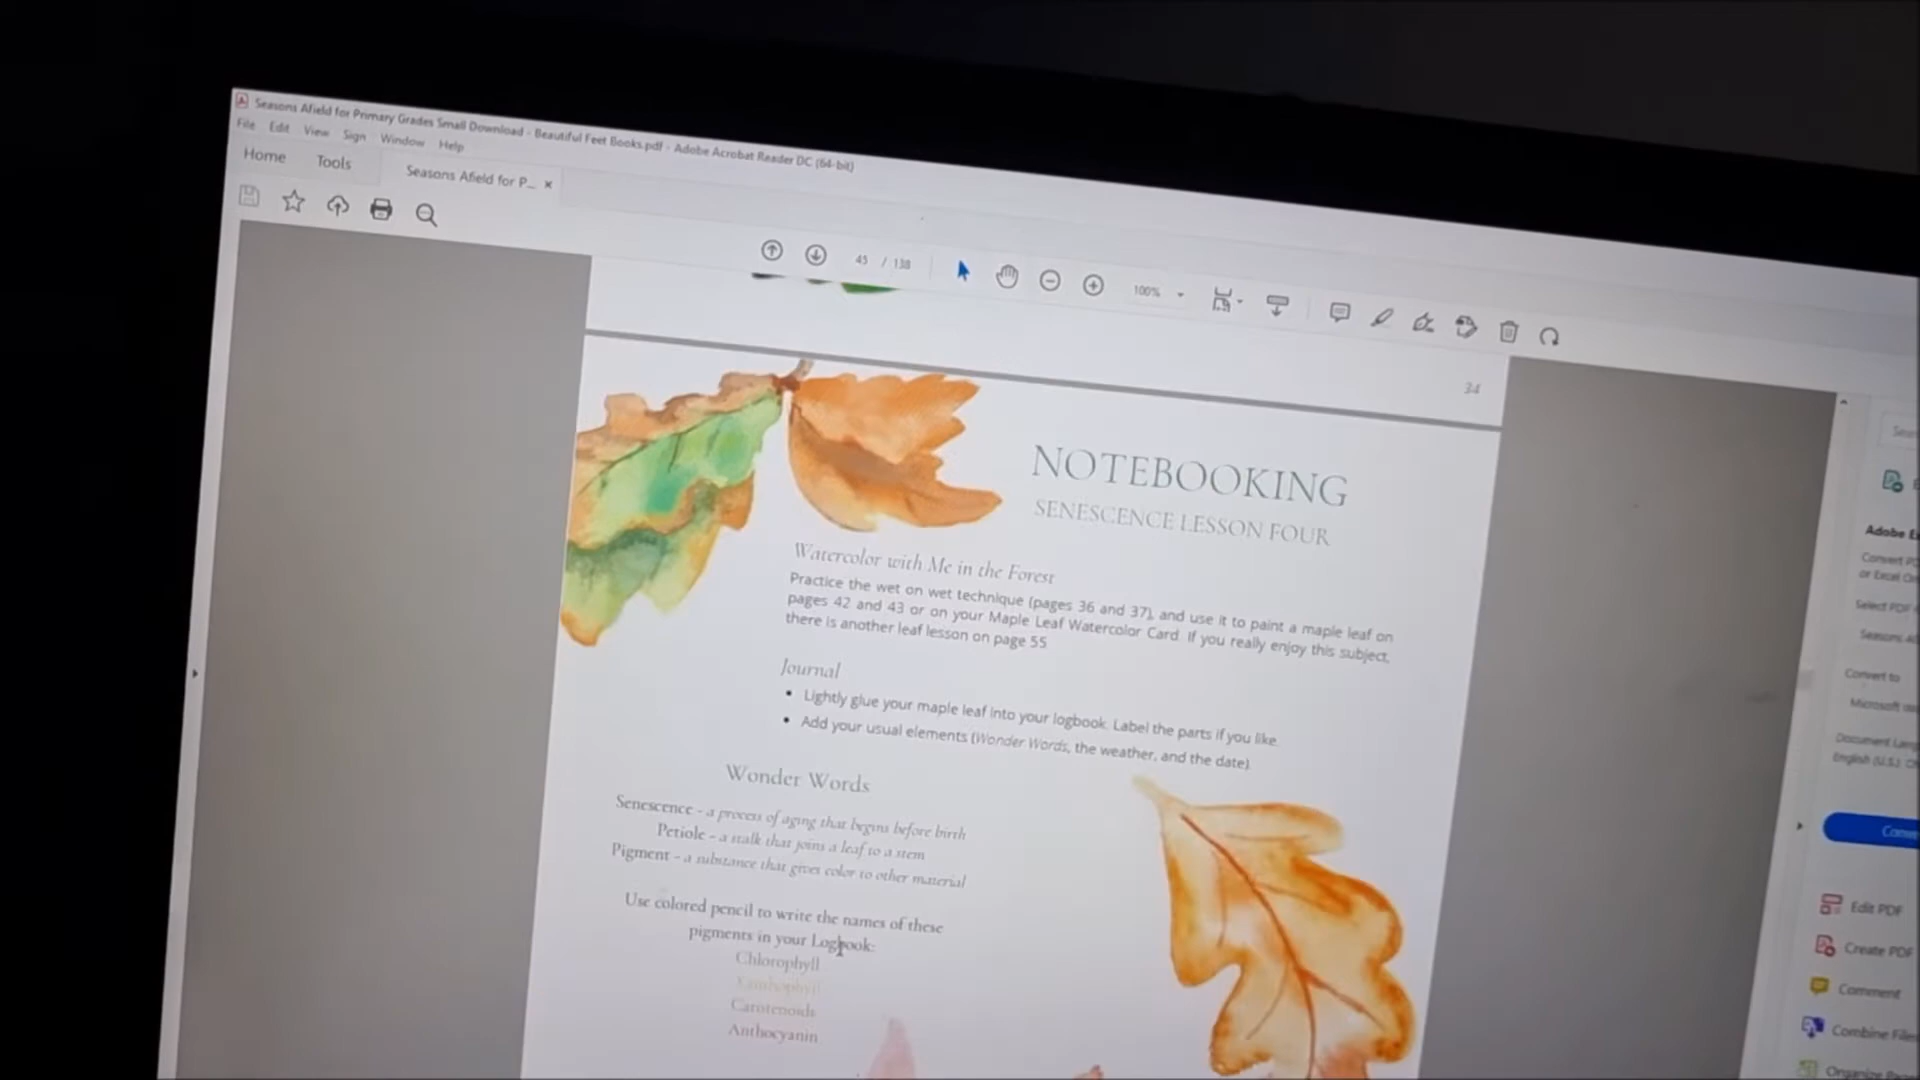 Seasons Afield for Primary Grades Small Download - Beautiful Feet Books.pdf - Adobe Acrobat Reader DC (64-bit)
File Edit View Sign Window Help
Home Tools Seasons Afield for P...
45 / 138 100%
34
NOTEBOOKING
SENESCENCE LESSON FOUR
Watercolor with Me in the Forest
Practice the wet on wet technique (pages 36 and 37), and use it to paint a maple leaf on
pages 42 and 43 or on your Maple Leaf Watercolor Card. If you really enjoy this subject,
there is another leaf lesson on page 55
Journal
• Lightly glue your maple leaf into your logbook. Label the parts if you like.
• Add your usual elements (Wonder Words, the weather, and the date).
Wonder Words
Senescence - a process of aging that begins before birth
Petiole - a stalk that joins a leaf to a stem
Pigment - a substance that gives color to other material
Use colored pencil to write the names of these
pigments in your Logbook:
Chlorophyll
Carotenoids
Anthocyanin
Adobe
Convert to
Edit PDF
Create PDF
Comment
Combine Files